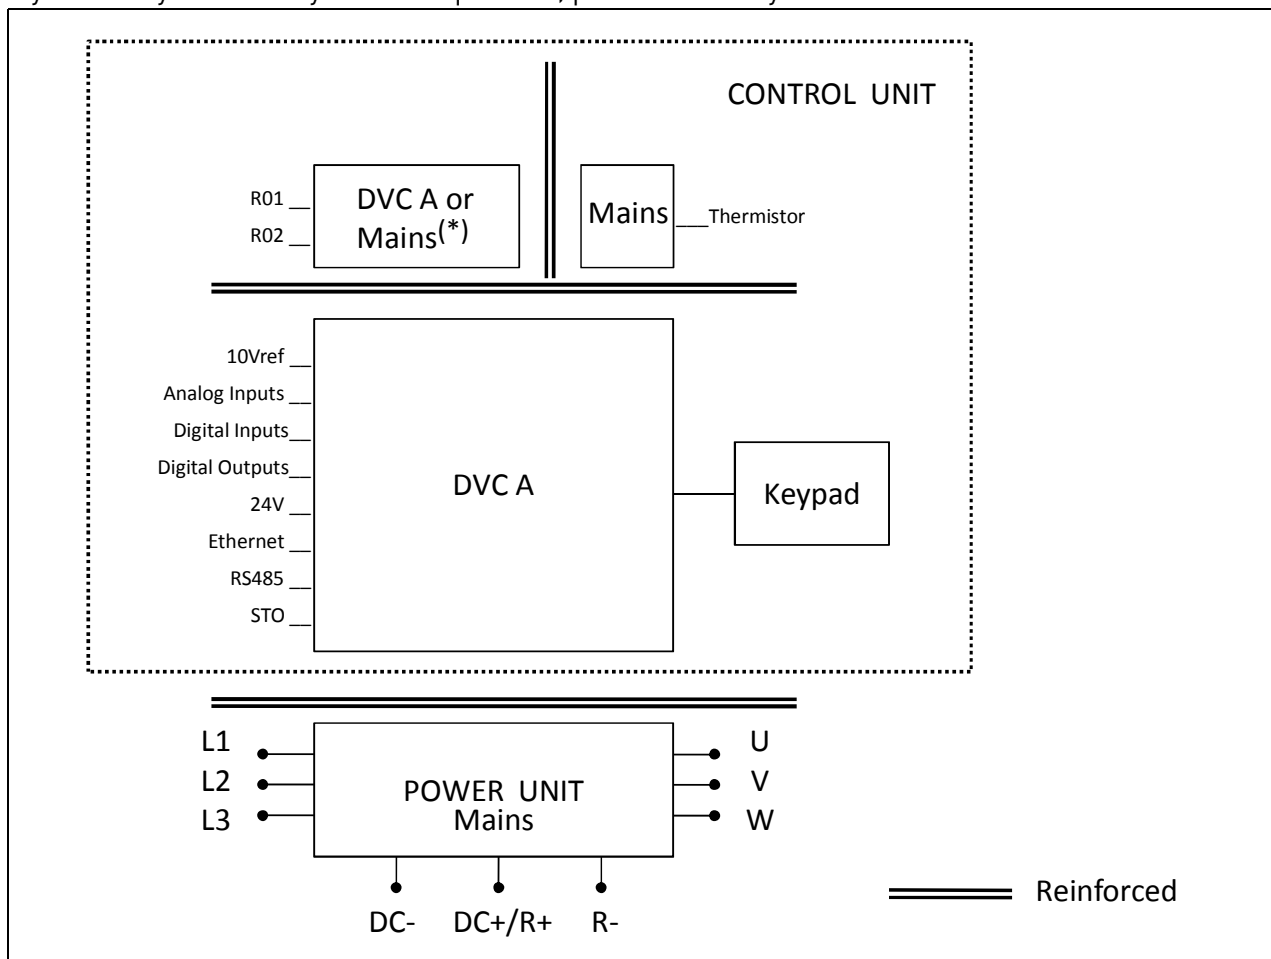 CONTROL UNIT
R01
R02
DVC A or
Mains(*)
Mains
Thermistor
10Vref
Analog Inputs
Digital Inputs
Digital Outputs
24V
Ethernet
RS485
STO
DVC A
Keypad
L1
L2
L3
POWER UNIT
Mains
U
V
W
DC-
DC+/R+
R-
Reinforced